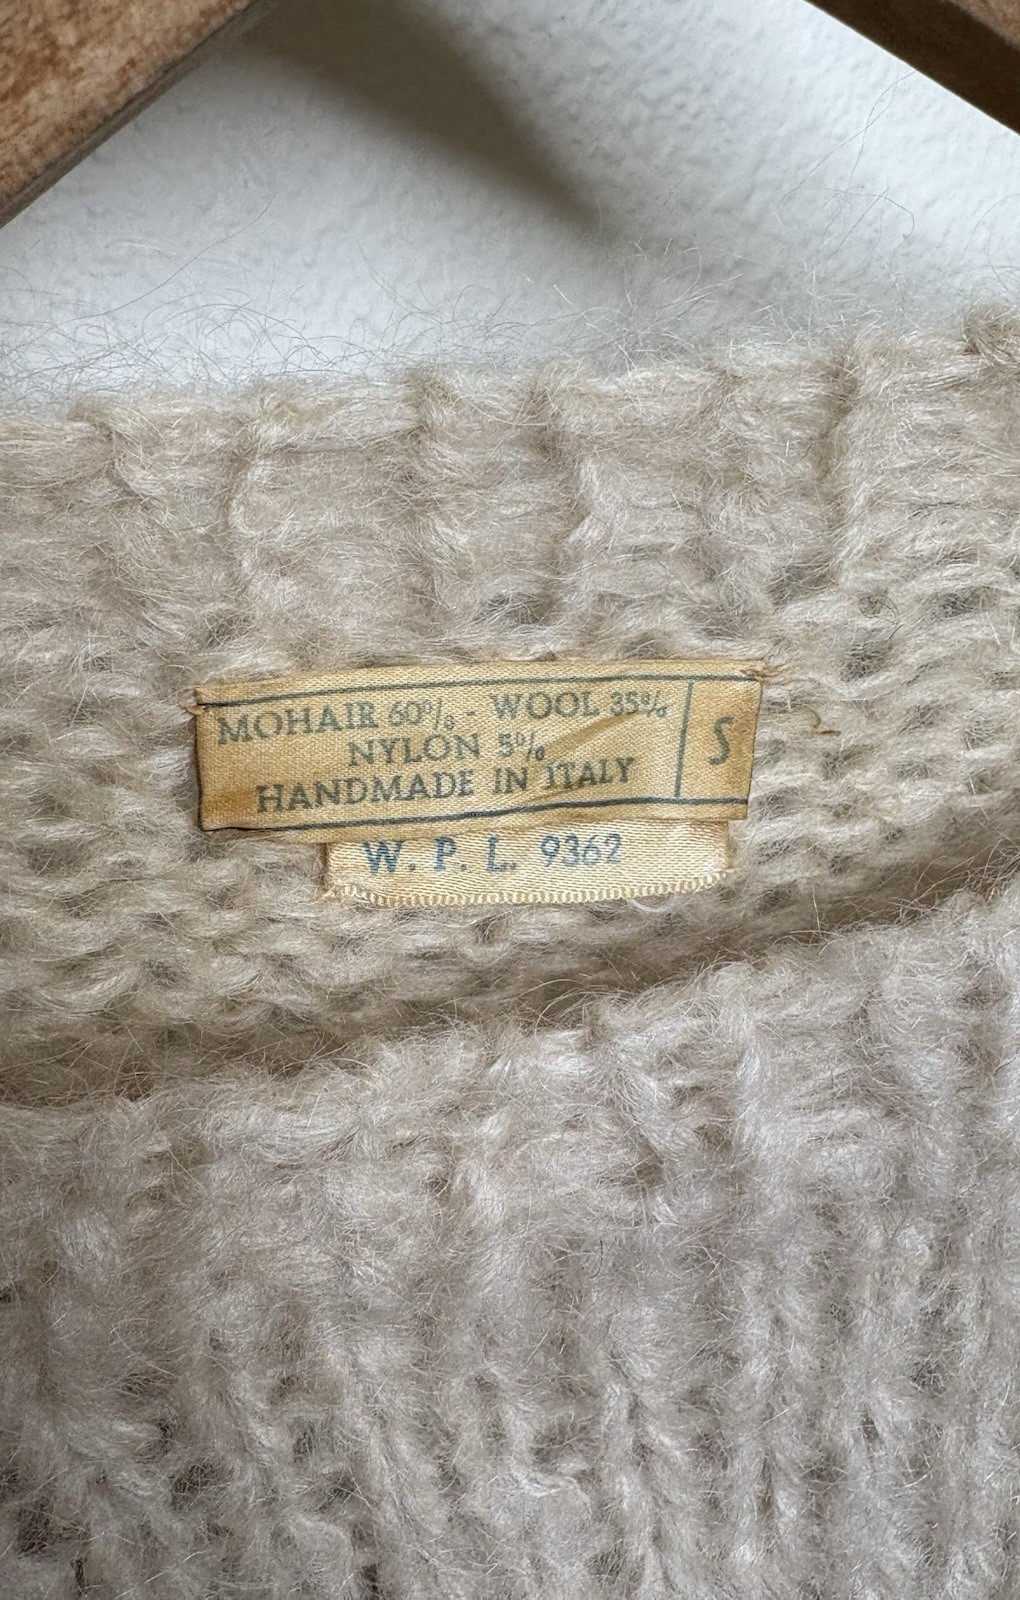 MOHAIR 60% - WOOL 35%
NYLON 5%
HANDMADE IN ITALY
S
W. P. L. 9362